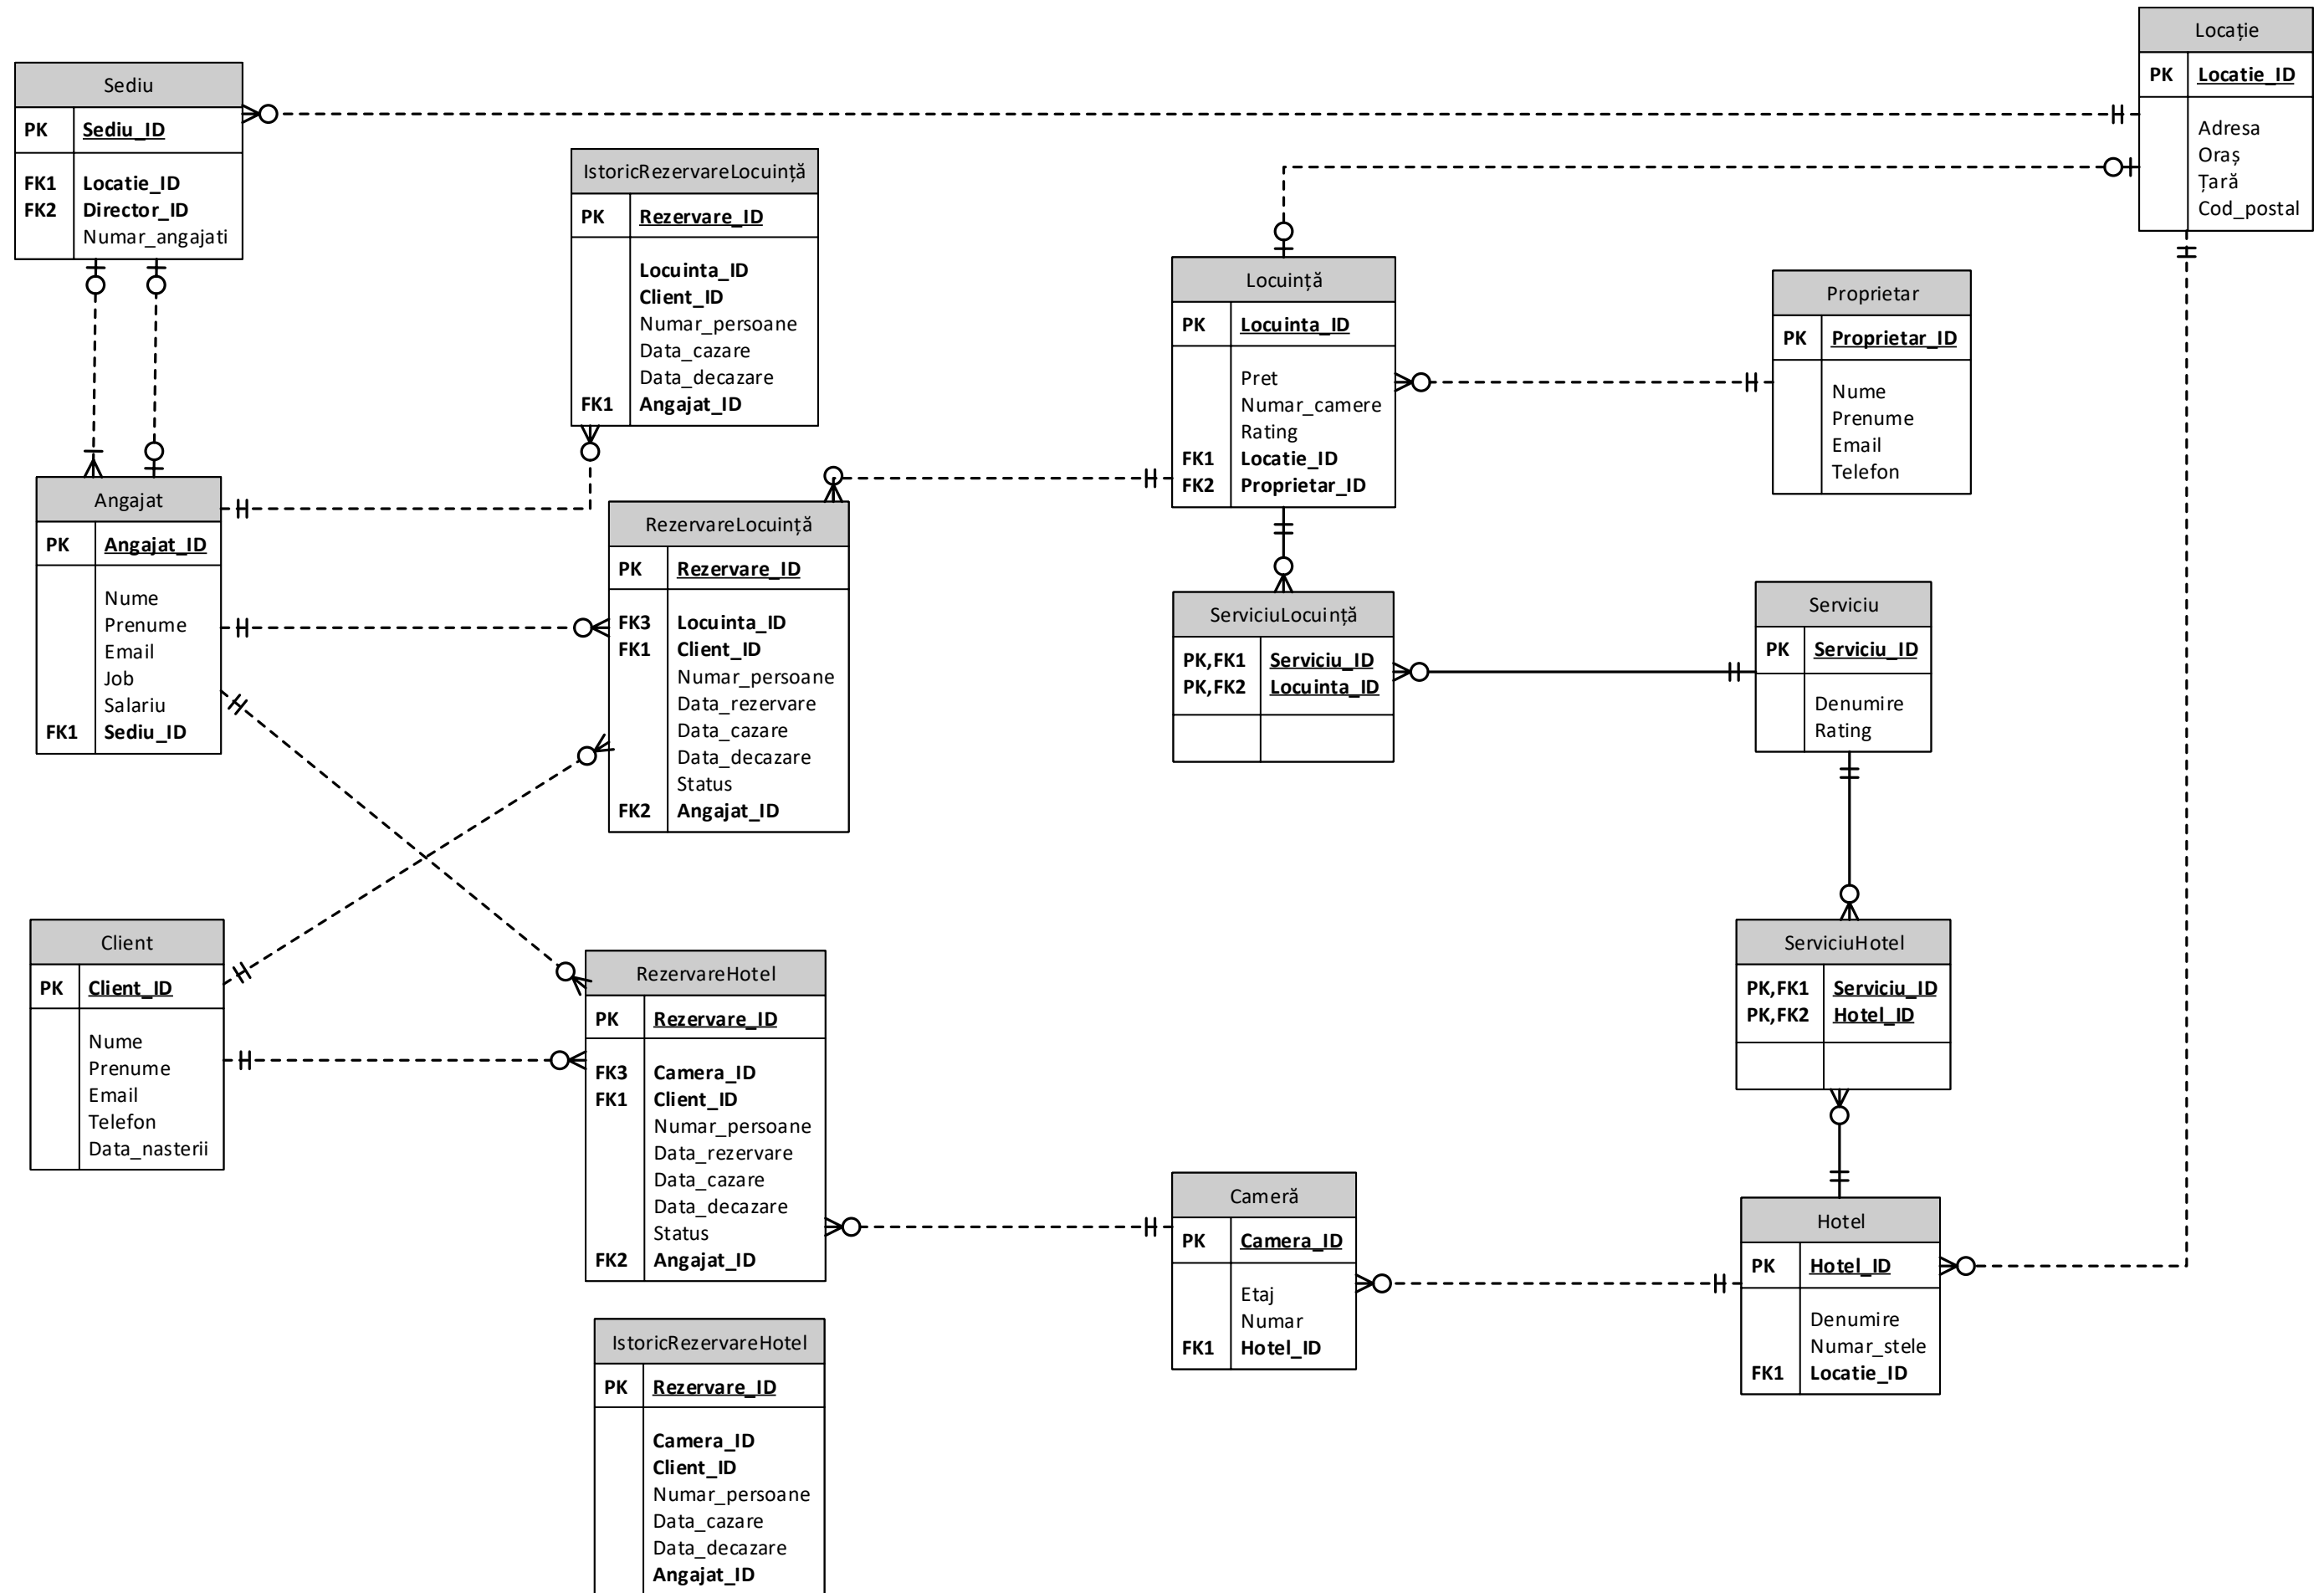 Locație
PK Locatie_ID
Adresa
Oraș
Țară
Cod_postal
Sediu
PK Sediu_ID
FK1 Locatie_ID
FK2 Director_ID
Numar_angajati
IstoricRezervareLocuință
PK Rezervare_ID
Locuinta_ID
Client_ID
Numar_persoane
Data_cazare
Data_decazare
FK1 Angajat_ID
Locuință
PK Locuinta_ID
Pret
Numar_camere
Rating
FK1 Locatie_ID
FK2 Proprietar_ID
Proprietar
PK Proprietar_ID
Nume
Prenume
Email
Telefon
Angajat
PK Angajat_ID
Nume
Prenume
Email
Job
Salariu
FK1 Sediu_ID
RezervareLocuință
PK Rezervare_ID
FK3 Locuinta_ID
FK1 Client_ID
Numar_persoane
Data_rezervare
Data_cazare
Data_decazare
Status
FK2 Angajat_ID
ServiciuLocuință
PK,FK1 Serviciu_ID
PK,FK2 Locuinta_ID
Serviciu
PK Serviciu_ID
Denumire
Rating
Client
PK Client_ID
Nume
Prenume
Email
Telefon
Data_nasterii
RezervareHotel
PK Rezervare_ID
FK3 Camera_ID
FK1 Client_ID
Numar_persoane
Data_rezervare
Data_cazare
Data_decazare
Status
FK2 Angajat_ID
ServiciuHotel
PK,FK1 Serviciu_ID
PK,FK2 Hotel_ID
Cameră
PK Camera_ID
Etaj
Numar
FK1 Hotel_ID
Hotel
PK Hotel_ID
Denumire
Numar_stele
FK1 Locatie_ID
IstoricRezervareHotel
PK Rezervare_ID
Camera_ID
Client_ID
Numar_persoane
Data_cazare
Data_decazare
Angajat_ID